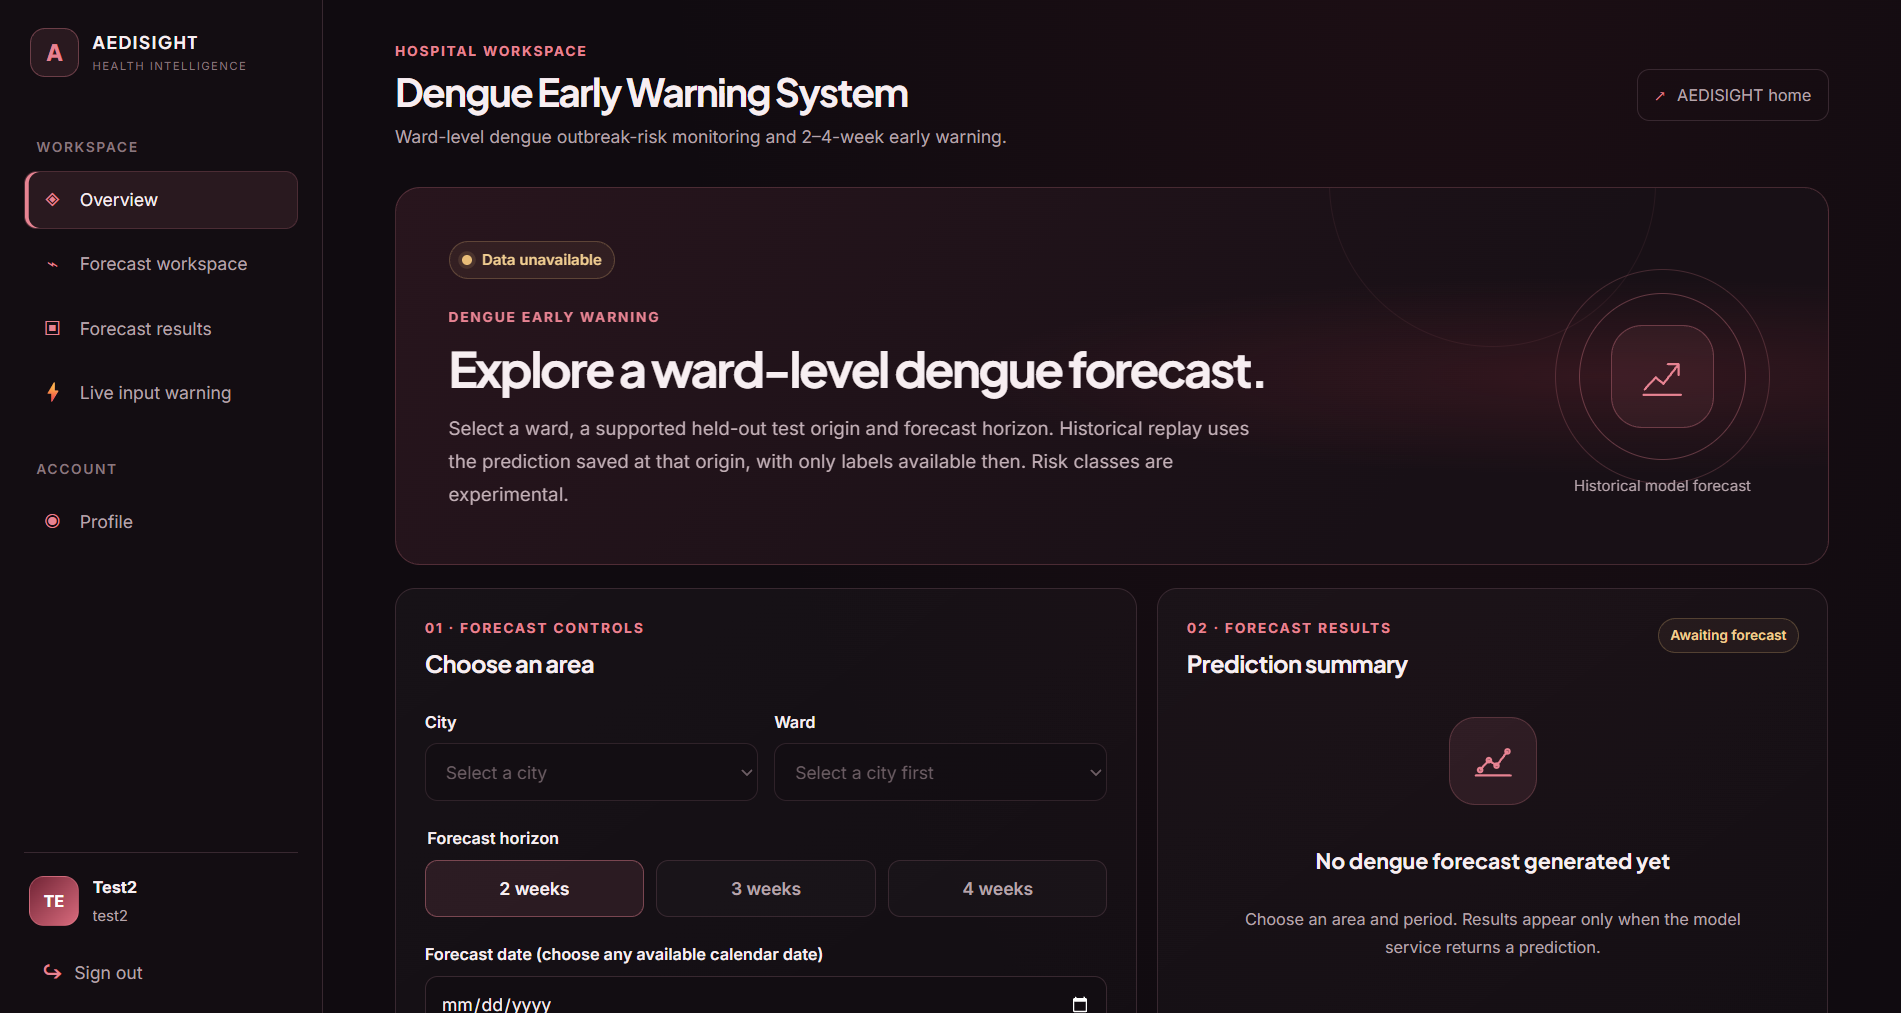 A
AEDISIGHT
HEALTH INTELLIGENCE
WORKSPACE
Overview
Forecast workspace
Forecast results
Live input warning
ACCOUNT
Profile
TE
Test2
test2
Sign out
HOSPITAL WORKSPACE
Dengue Early Warning System
Ward-level dengue outbreak-risk monitoring and 2–4-week early warning.
↗ AEDISIGHT home
Data unavailable
DENGUE EARLY WARNING
Explore a ward-level dengue forecast.
Select a ward, a supported held-out test origin and forecast horizon. Historical replay uses
the prediction saved at that origin, with only labels available then. Risk classes are
experimental.
Historical model forecast
01 · FORECAST CONTROLS
Choose an area
City
Ward
Select a city
Select a city first
Forecast horizon
2 weeks
3 weeks
4 weeks
Forecast date (choose any available calendar date)
mm/dd/yyyy
02 · FORECAST RESULTS
Awaiting forecast
Prediction summary
No dengue forecast generated yet
Choose an area and period. Results appear only when the model
service returns a prediction.